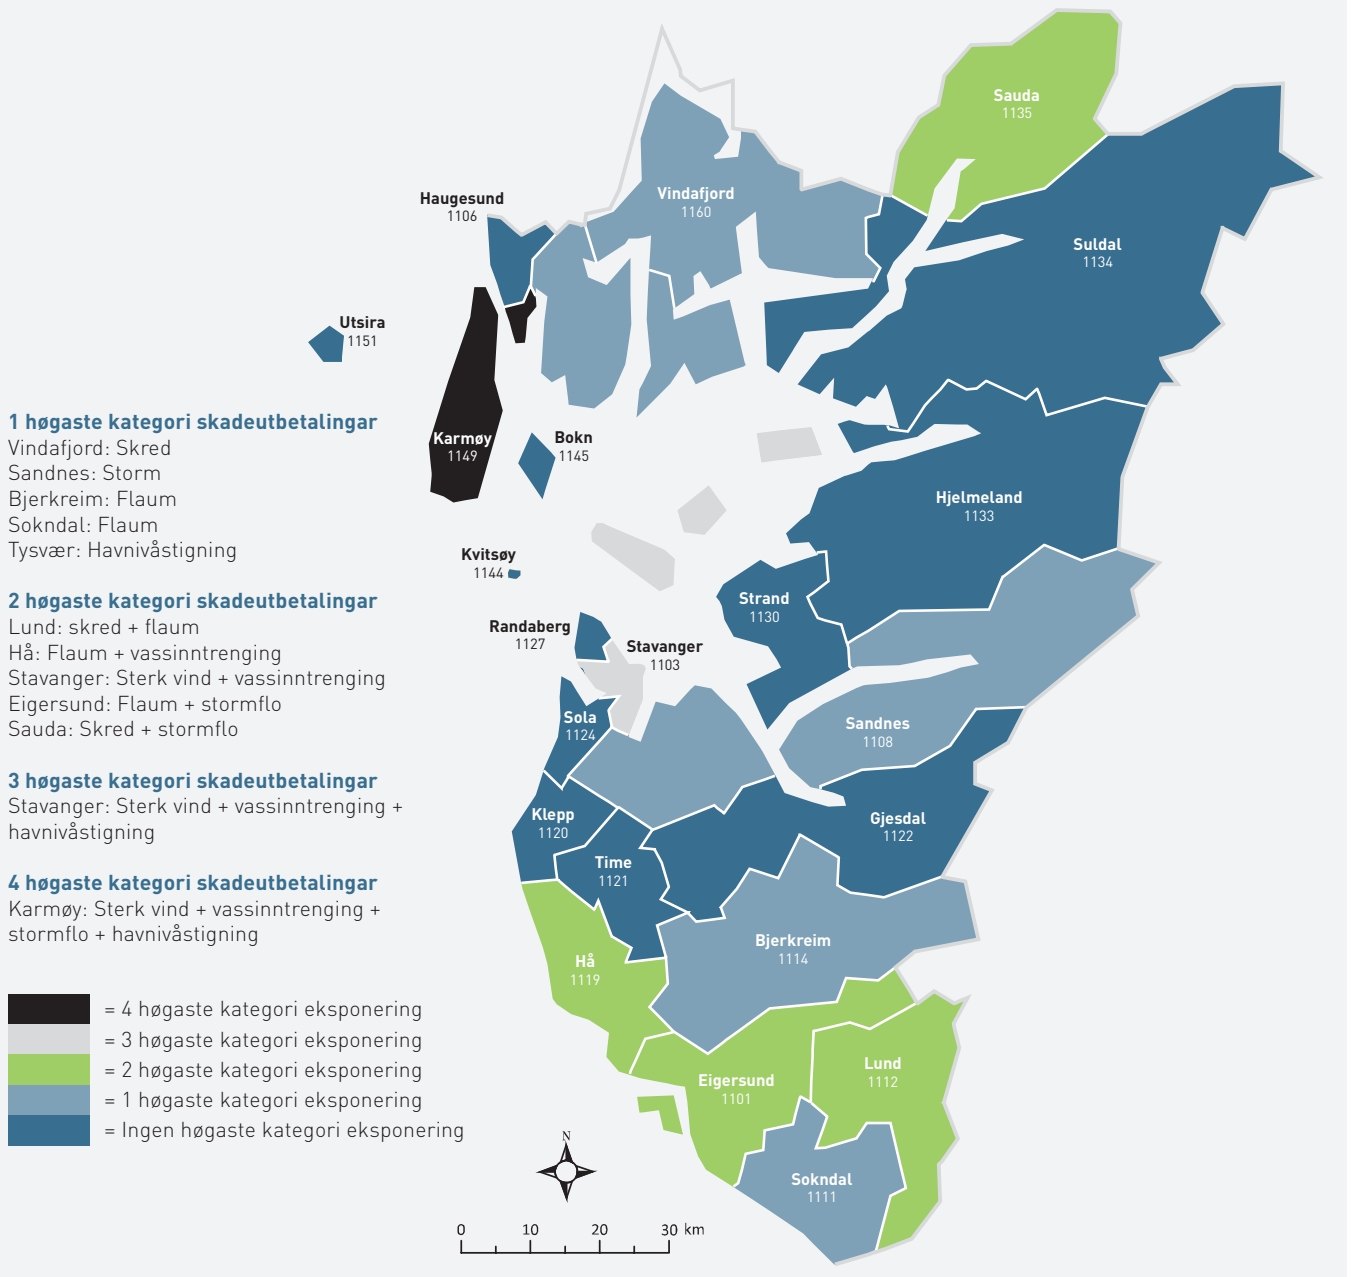 Sauda
1135
Vindafjord
1160
Haugesund
1106
Suldal
1134
Utsira
1151
1 høgaste kategori skadeutbetalingar
Vindafjord: Skred
Sandnes: Storm
Bjerkreim: Flaum
Sokndal: Flaum
Tysvær: Havnivåstigning
Karmøy
1149
Bokn
1145
Hjelmeland
1133
Kvitsøy
1144
2 høgaste kategori skadeutbetalingar
Lund: skred + flaum
Hå: Flaum + vassinntrenging
Stavanger: Sterk vind + vassinntrenging
Eigersund: Flaum + stormflo
Sauda: Skred + stormflo
Strand
1130
Randaberg
1127
Stavanger
1103
Sola
1124
Sandnes
1108
3 høgaste kategori skadeutbetalingar
Stavanger: Sterk vind + vassinntrenging +
havnivåstigning
Klepp
1120
Gjesdal
1122
Time
1121
4 høgaste kategori skadeutbetalingar
Karmøy: Sterk vind + vassinntrenging +
stormflo + havnivåstigning
Bjerkreim
1114
Hå
1119
= 4 høgaste kategori eksponering
= 3 høgaste kategori eksponering
= 2 høgaste kategori eksponering
= 1 høgaste kategori eksponering
= Ingen høgaste kategori eksponering
Lund
1112
Eigersund
1101
Sokndal
1111
N
0 10 20 30 km